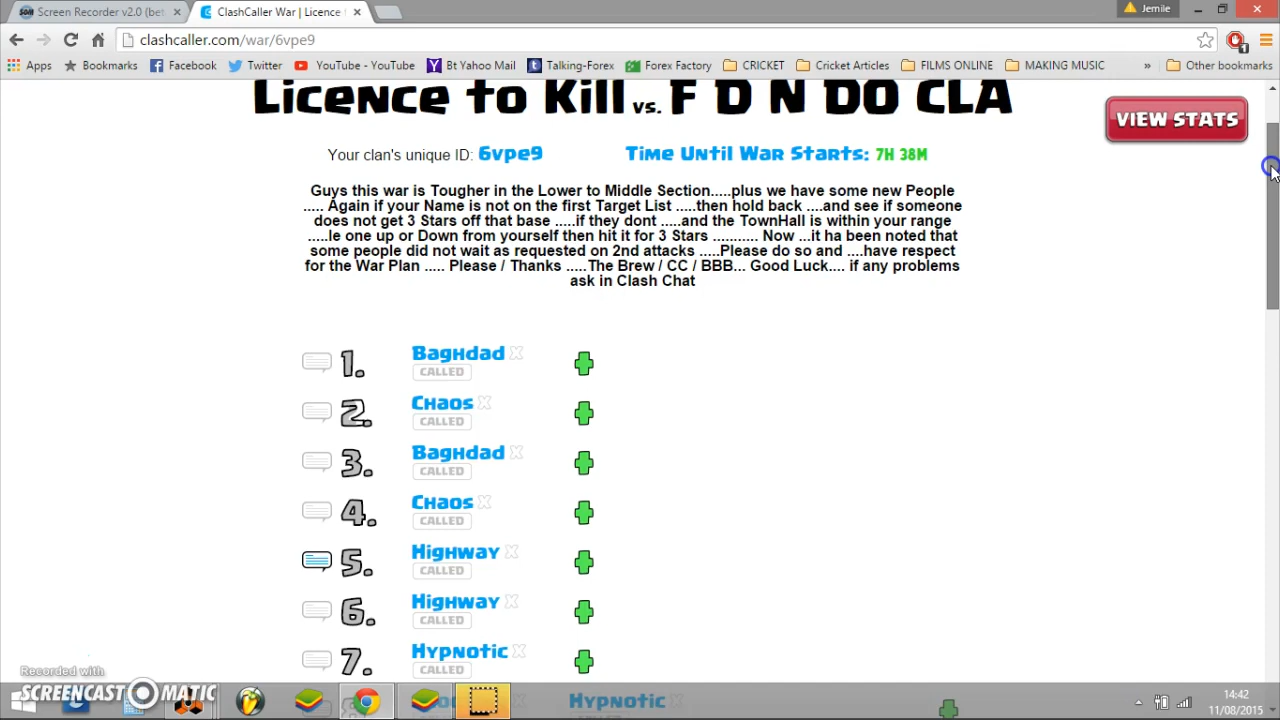 Screen Recorder v2.0 (beta
ClashCaller War | Licence
Jemile
clashcaller.com/war/6vpe9
Apps
Bookmarks
Facebook
Twitter
YouTube - YouTube
Bt Yahoo Mail
Talking-Forex
Forex Factory
CRICKET
Cricket Articles
FILMS ONLINE
MAKING MUSIC
»
Other bookmarks
Licence to Kill vs. F D N DO CLA
VIEW STATS
Your clan's unique ID: 6vpe9
Time Until War Starts: 7H 38M
Guys this war is Tougher in the Lower to Middle Section.....plus we have some new People
..... Again if your Name is not on the first Target List .....then hold back ....and see if someone
does not get 3 Stars off that base .....if they dont .....and the TownHall is within your range
.....le one up or Down from yourself then hit it for 3 Stars ........... Now ...it ha been noted that
some people did not wait as requested on 2nd attacks .....Please do so and ....have respect
for the War Plan ..... Please / Thanks .....The Brew / CC / BBB... Good Luck.... if any problems
ask in Clash Chat
1. Baghdad X
CALLED
2. Chaos X
CALLED
3. Baghdad X
CALLED
4. Chaos X
CALLED
5. Highway X
CALLED
6. Highway X
CALLED
7. Hypnotic X
CALLED
Hypnotic X
Recorded with
SCREENCAST MATIC
14:42
11/08/2015